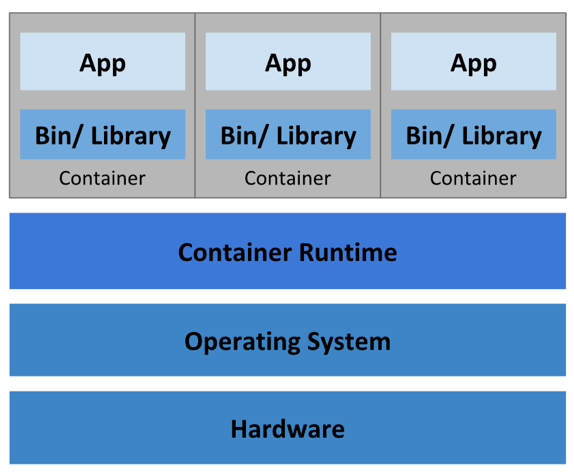 App
App
App
Bin/ Library
Bin/ Library
Bin/ Library
Container
Container
Container
Container Runtime
Operating System
Hardware